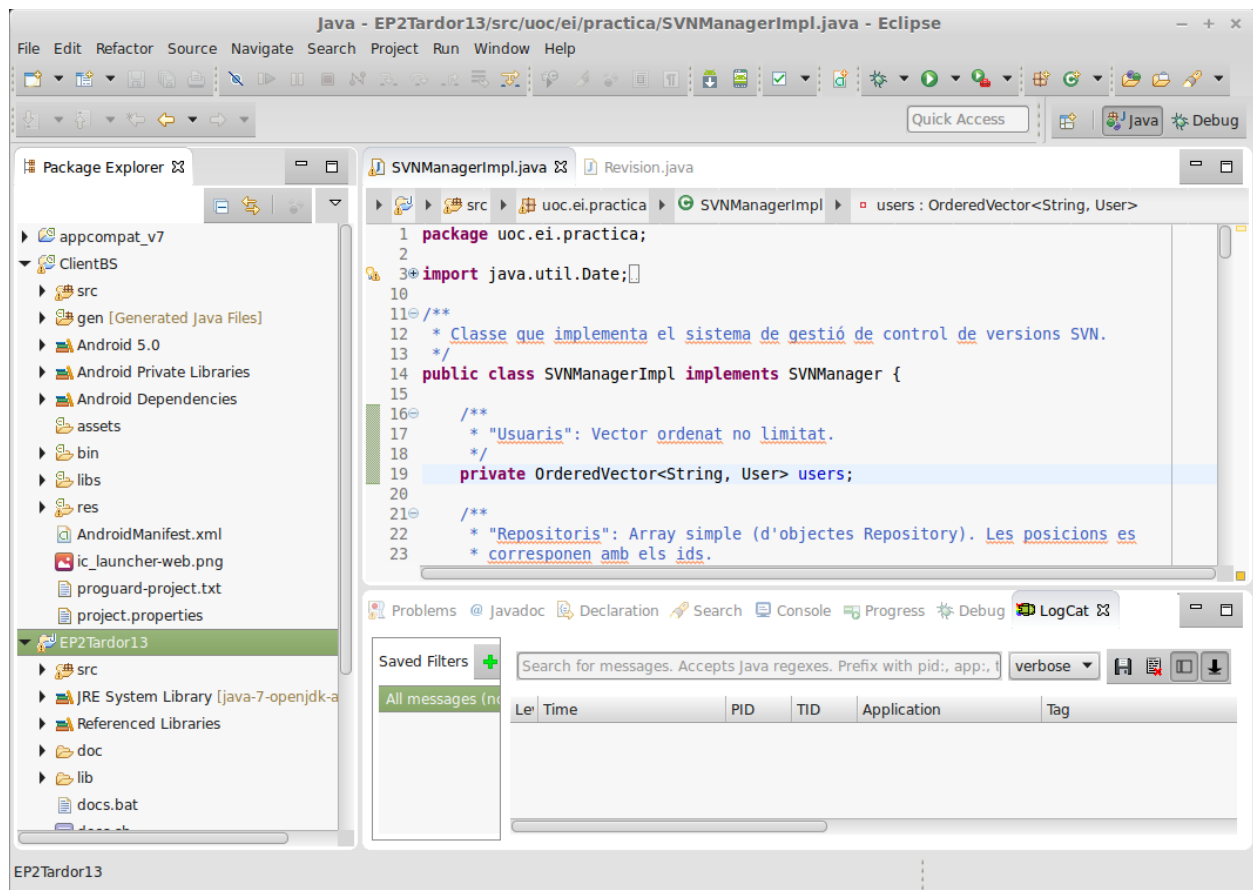 Java - EP2Tardor13/src/uoc/ei/practica/SVNManagerImpl.java - Eclipse
File Edit Refactor Source Navigate Search Project Run Window Help
Quick Access
Java
Debug
Package Explorer
appcompat_v7
ClientBS
src
gen [Generated Java Files]
Android 5.0
Android Private Libraries
Android Dependencies
assets
bin
libs
res
AndroidManifest.xml
ic_launcher-web.png
proguard-project.txt
project.properties
EP2Tardor13
src
JRE System Library [java-7-openjdk-a
Referenced Libraries
doc
lib
docs.bat
SVNManagerImpl.java Revision.java
src uoc.ei.practica SVNManagerImpl users : OrderedVector<String, User>
1 package uoc.ei.practica;
2
3 import java.util.Date;
10
11 /**
12 * Classe que implementa el sistema de gestió de control de versions SVN.
13 */
14 public class SVNManagerImpl implements SVNManager {
15
16 /**
17 * "Usuaris": Vector ordenat no limitat.
18 */
19 private OrderedVector<String, User> users;
20
21 /**
22 * "Repositoris": Array simple (d'objectes Repository). Les posicions es
23 * corresponen amb els ids.
Problems @ Javadoc Declaration Search Console Progress Debug LogCat
Saved Filters
All messages (no
Search for messages. Accepts Java regexes. Prefix with pid:, app:, t
verbose
Le Time PID TID Application Tag
EP2Tardor13